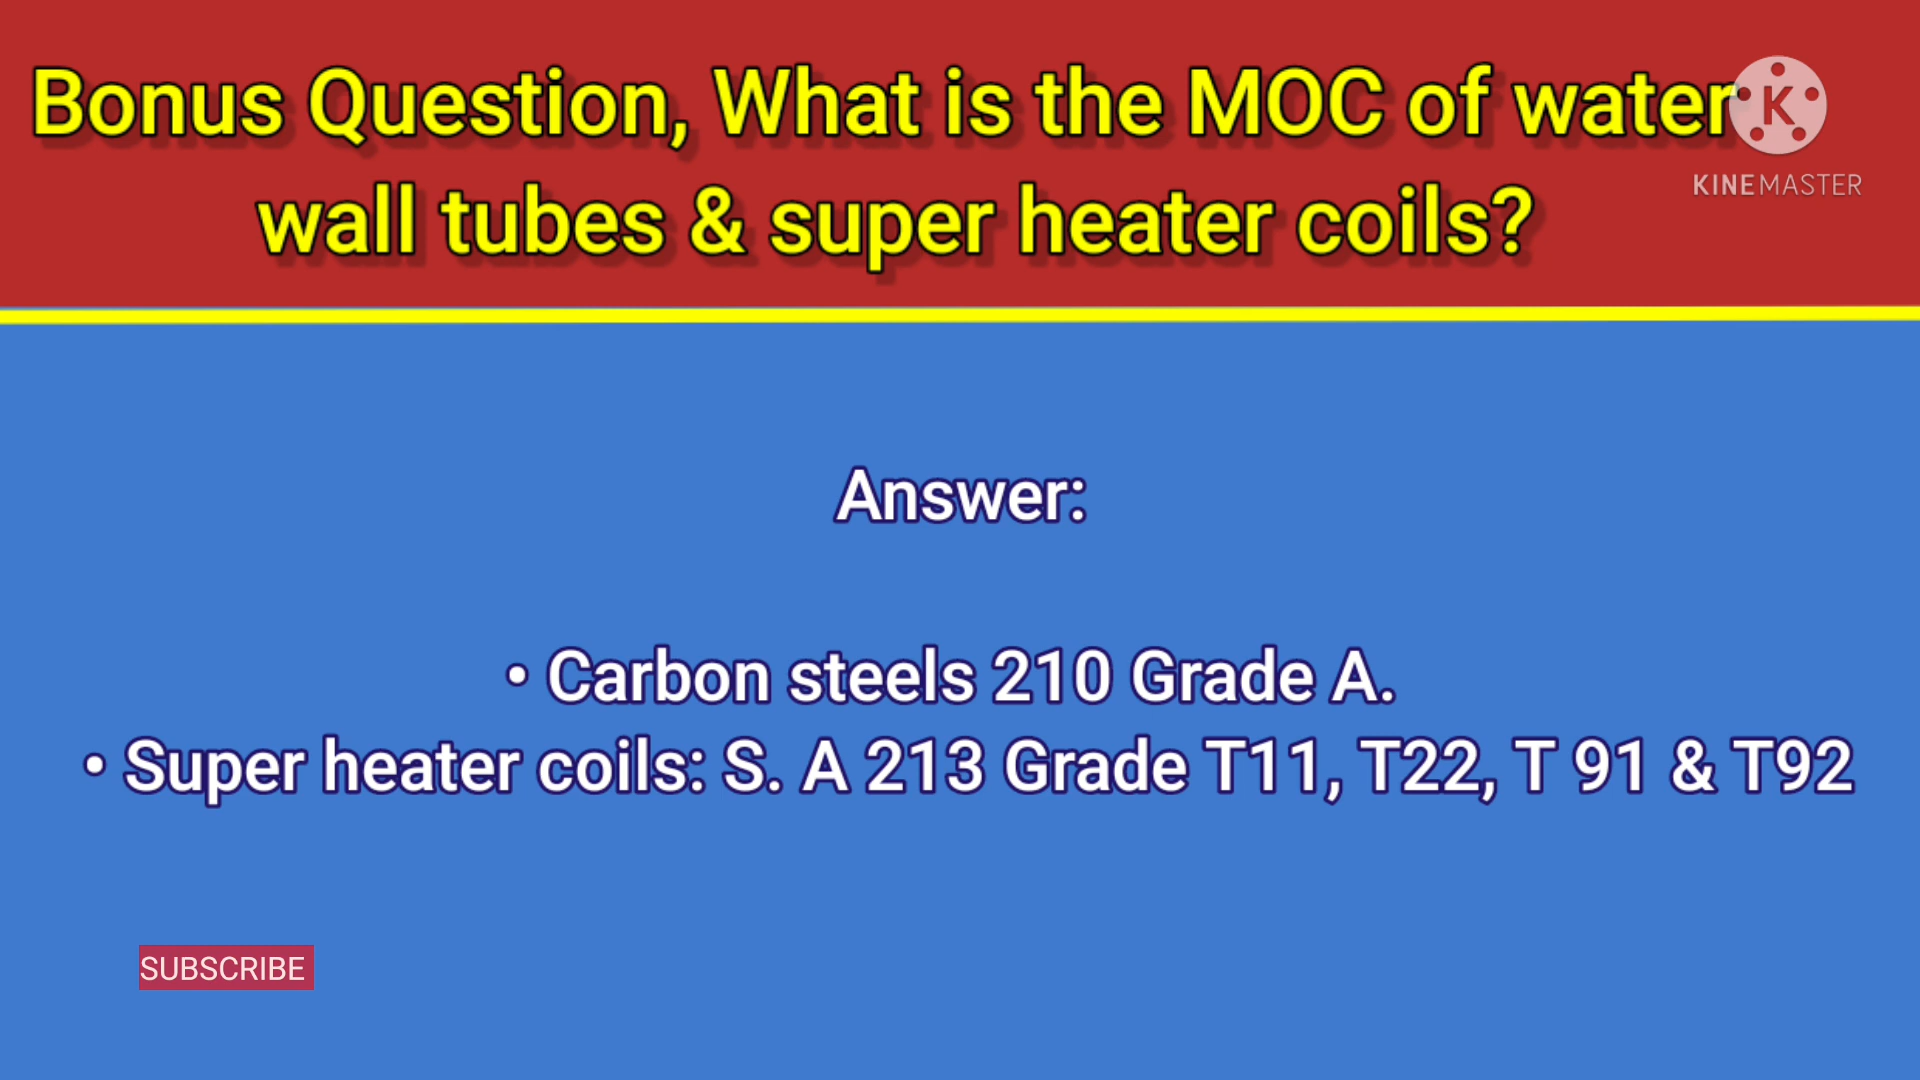 Bonus Question, What is the MOC of water
wall tubes & super heater coils?
K
KINEMASTER
Answer:
• Carbon steels 210 Grade A.
• Super heater coils: S. A 213 Grade T11, T22, T 91 & T92
SUBSCRIBE